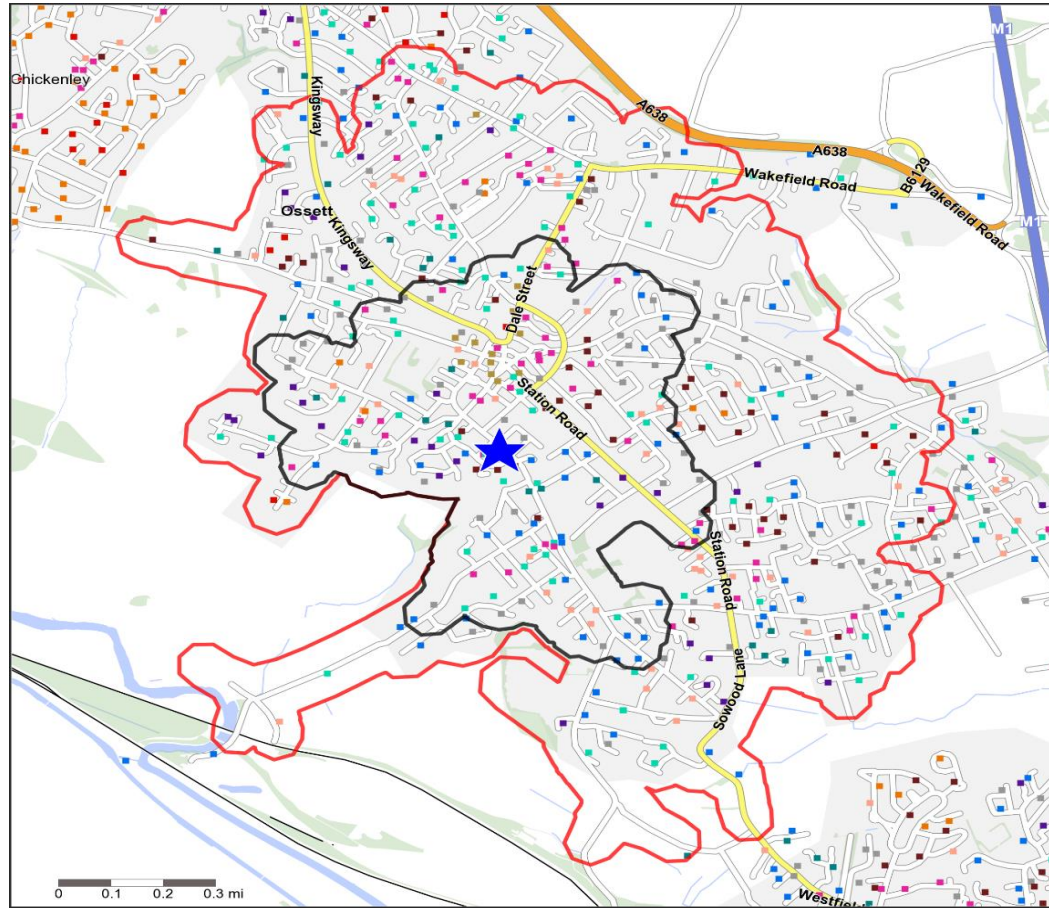 M1
Chickenley
Kingsway
A638
A638
Wakefield Road
B6129
Wakefield Road
M1
Ossett
Kingsway
Dale Street
Station Road
Station Road
Sowood Lane
Westfiel
0 0.1 0.2 0.3 mi